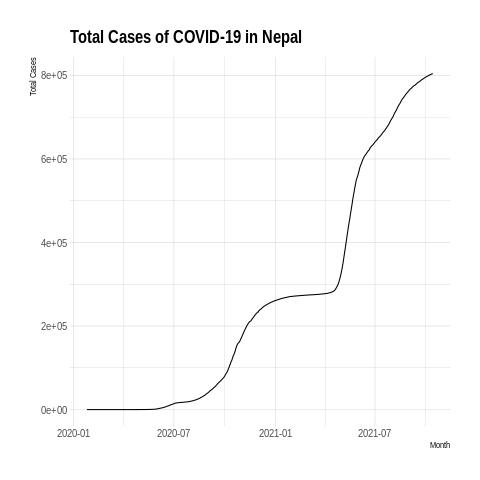 Total Cases of COVID-19 in Nepal
Total Cases
8e+05
6e+05
4e+05
2e+05
0e+00
2020-01 2020-07 2021-01 2021-07
Month